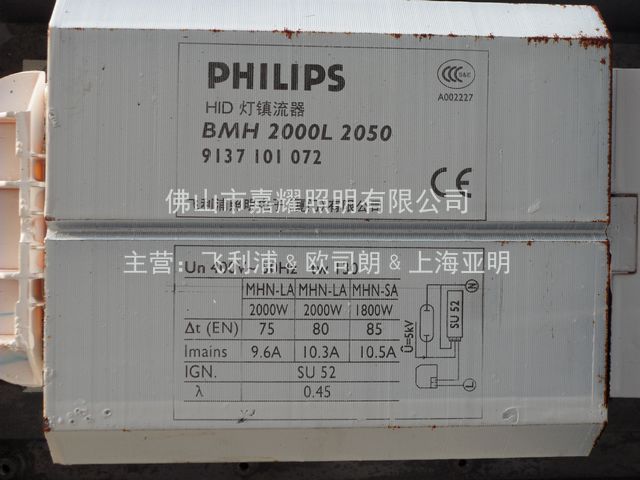 PHILIPS
CCC
S&E
A002227
HID 灯镇流器
BMH 2000L 2050
9137 101 072
CE
佛山市嘉耀照明有限公司
主营：飞利浦&欧司朗&上海亚明
MHN-LA MHN-LA MHN-SA
2000W 2000W 1800W
Δt (EN) 75 80 85
Imains 9.6A 10.3A 10.5A
IGN. SU 52
λ 0.45
Û=5kV
SU 52
N
L